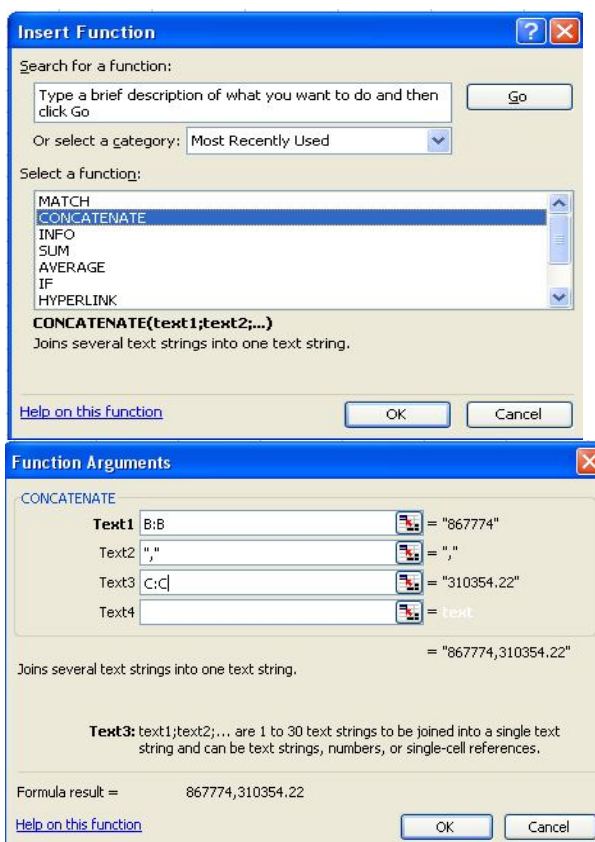 Insert Function
Search for a function:
Type a brief description of what you want to do and then
click Go
Go
Or select a category: Most Recently Used
Select a function:
MATCH
CONCATENATE
INFO
SUM
AVERAGE
IF
HYPERLINK
CONCATENATE(text1;text2;...)
Joins several text strings into one text string.
Help on this function
OK Cancel
Function Arguments
CONCATENATE
Text1 B:B = "867774"
Text2 "," = ","
Text3 C:C = "310354.22"
Text4 = text
= "867774,310354.22"
Joins several text strings into one text string.
Text3: text1;text2;... are 1 to 30 text strings to be joined into a single text
string and can be text strings, numbers, or single-cell references.
Formula result = 867774,310354.22
Help on this function OK Cancel